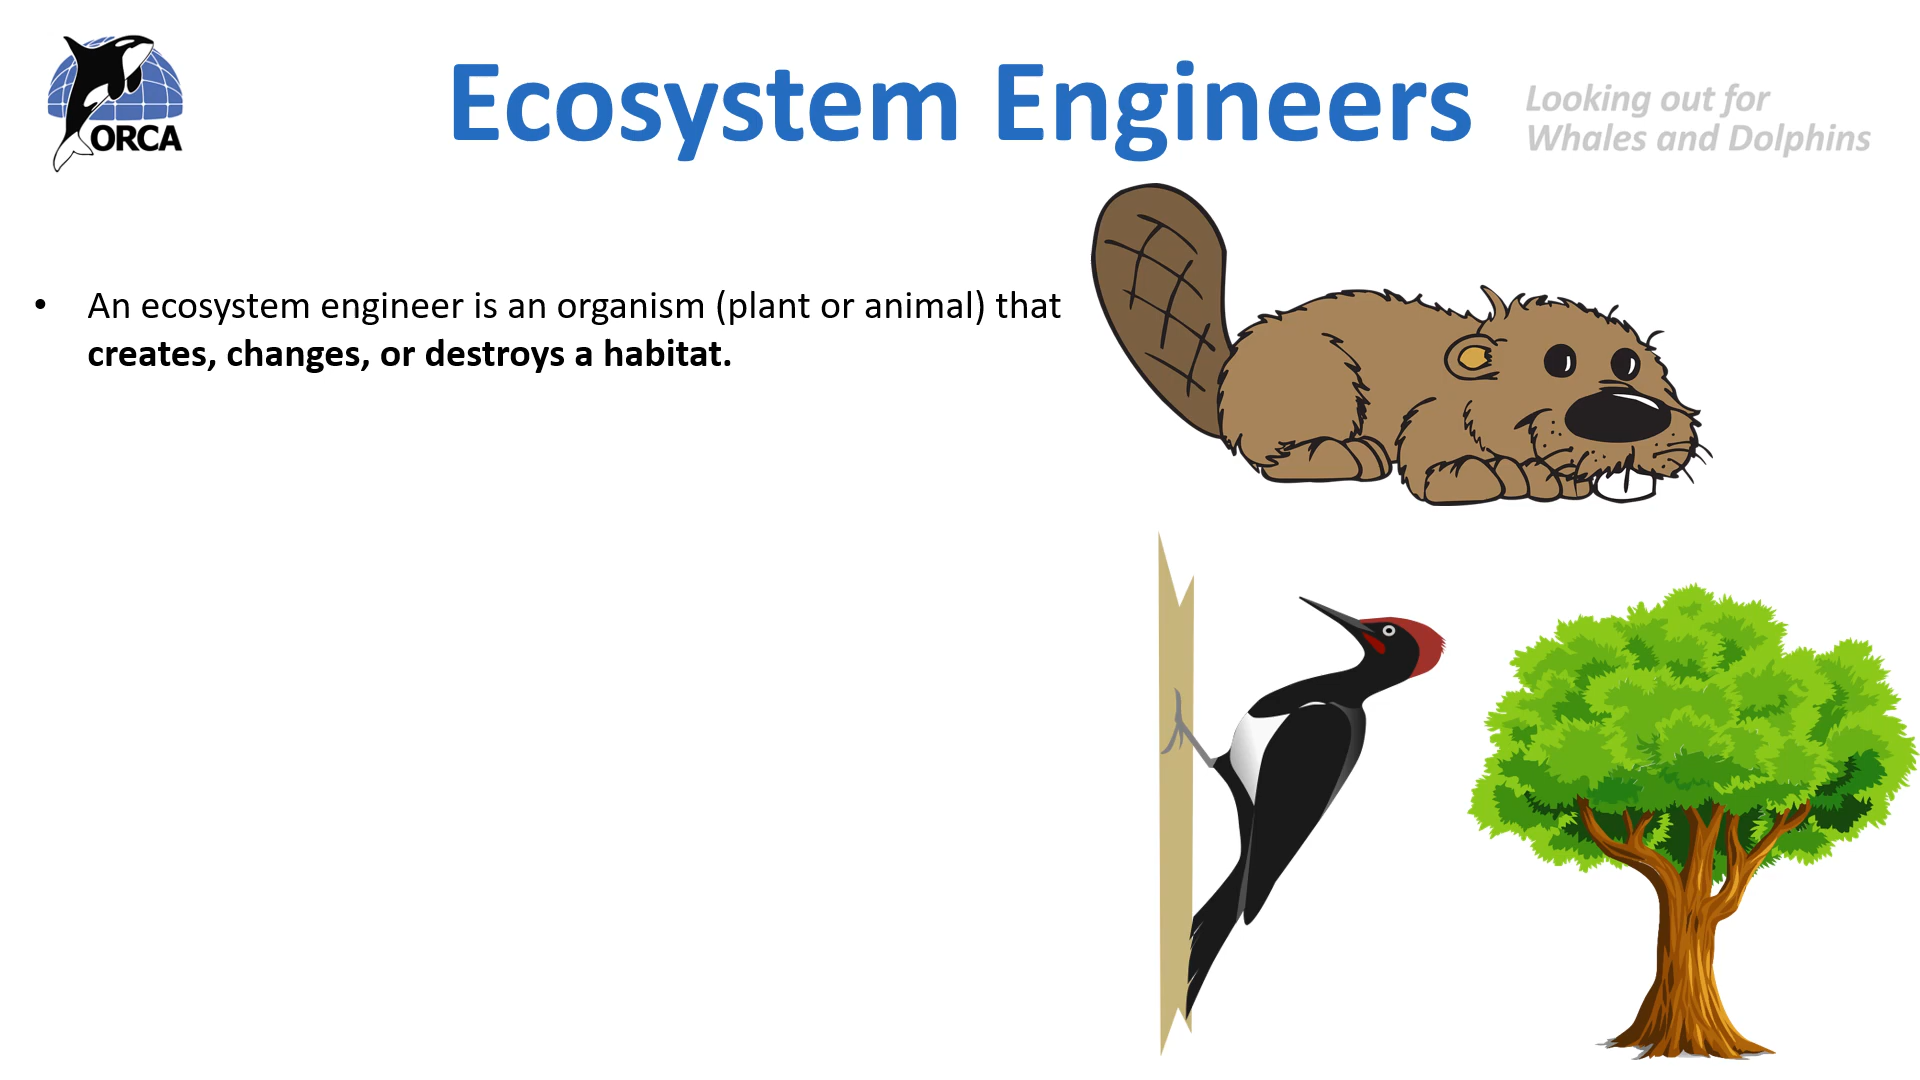 ORCA
Ecosystem Engineers
Looking out for
Whales and Dolphins
• An ecosystem engineer is an organism (plant or animal) that
creates, changes, or destroys a habitat.